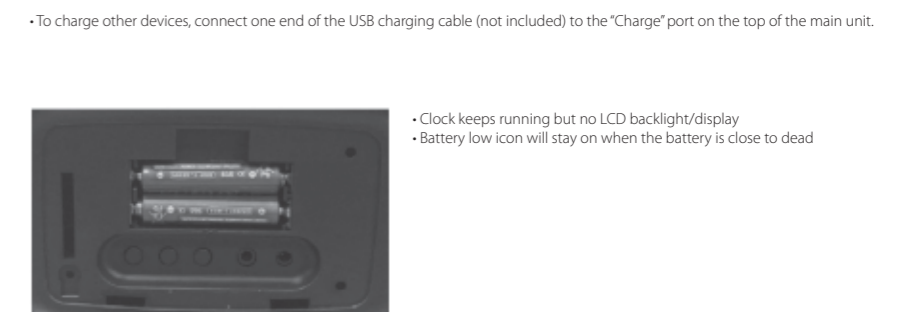 • To charge other devices, connect one end of the USB charging cable (not included) to the “Charge” port on the top of the main unit.
• Clock keeps running but no LCD backlight/display
• Battery low icon will stay on when the battery is close to dead